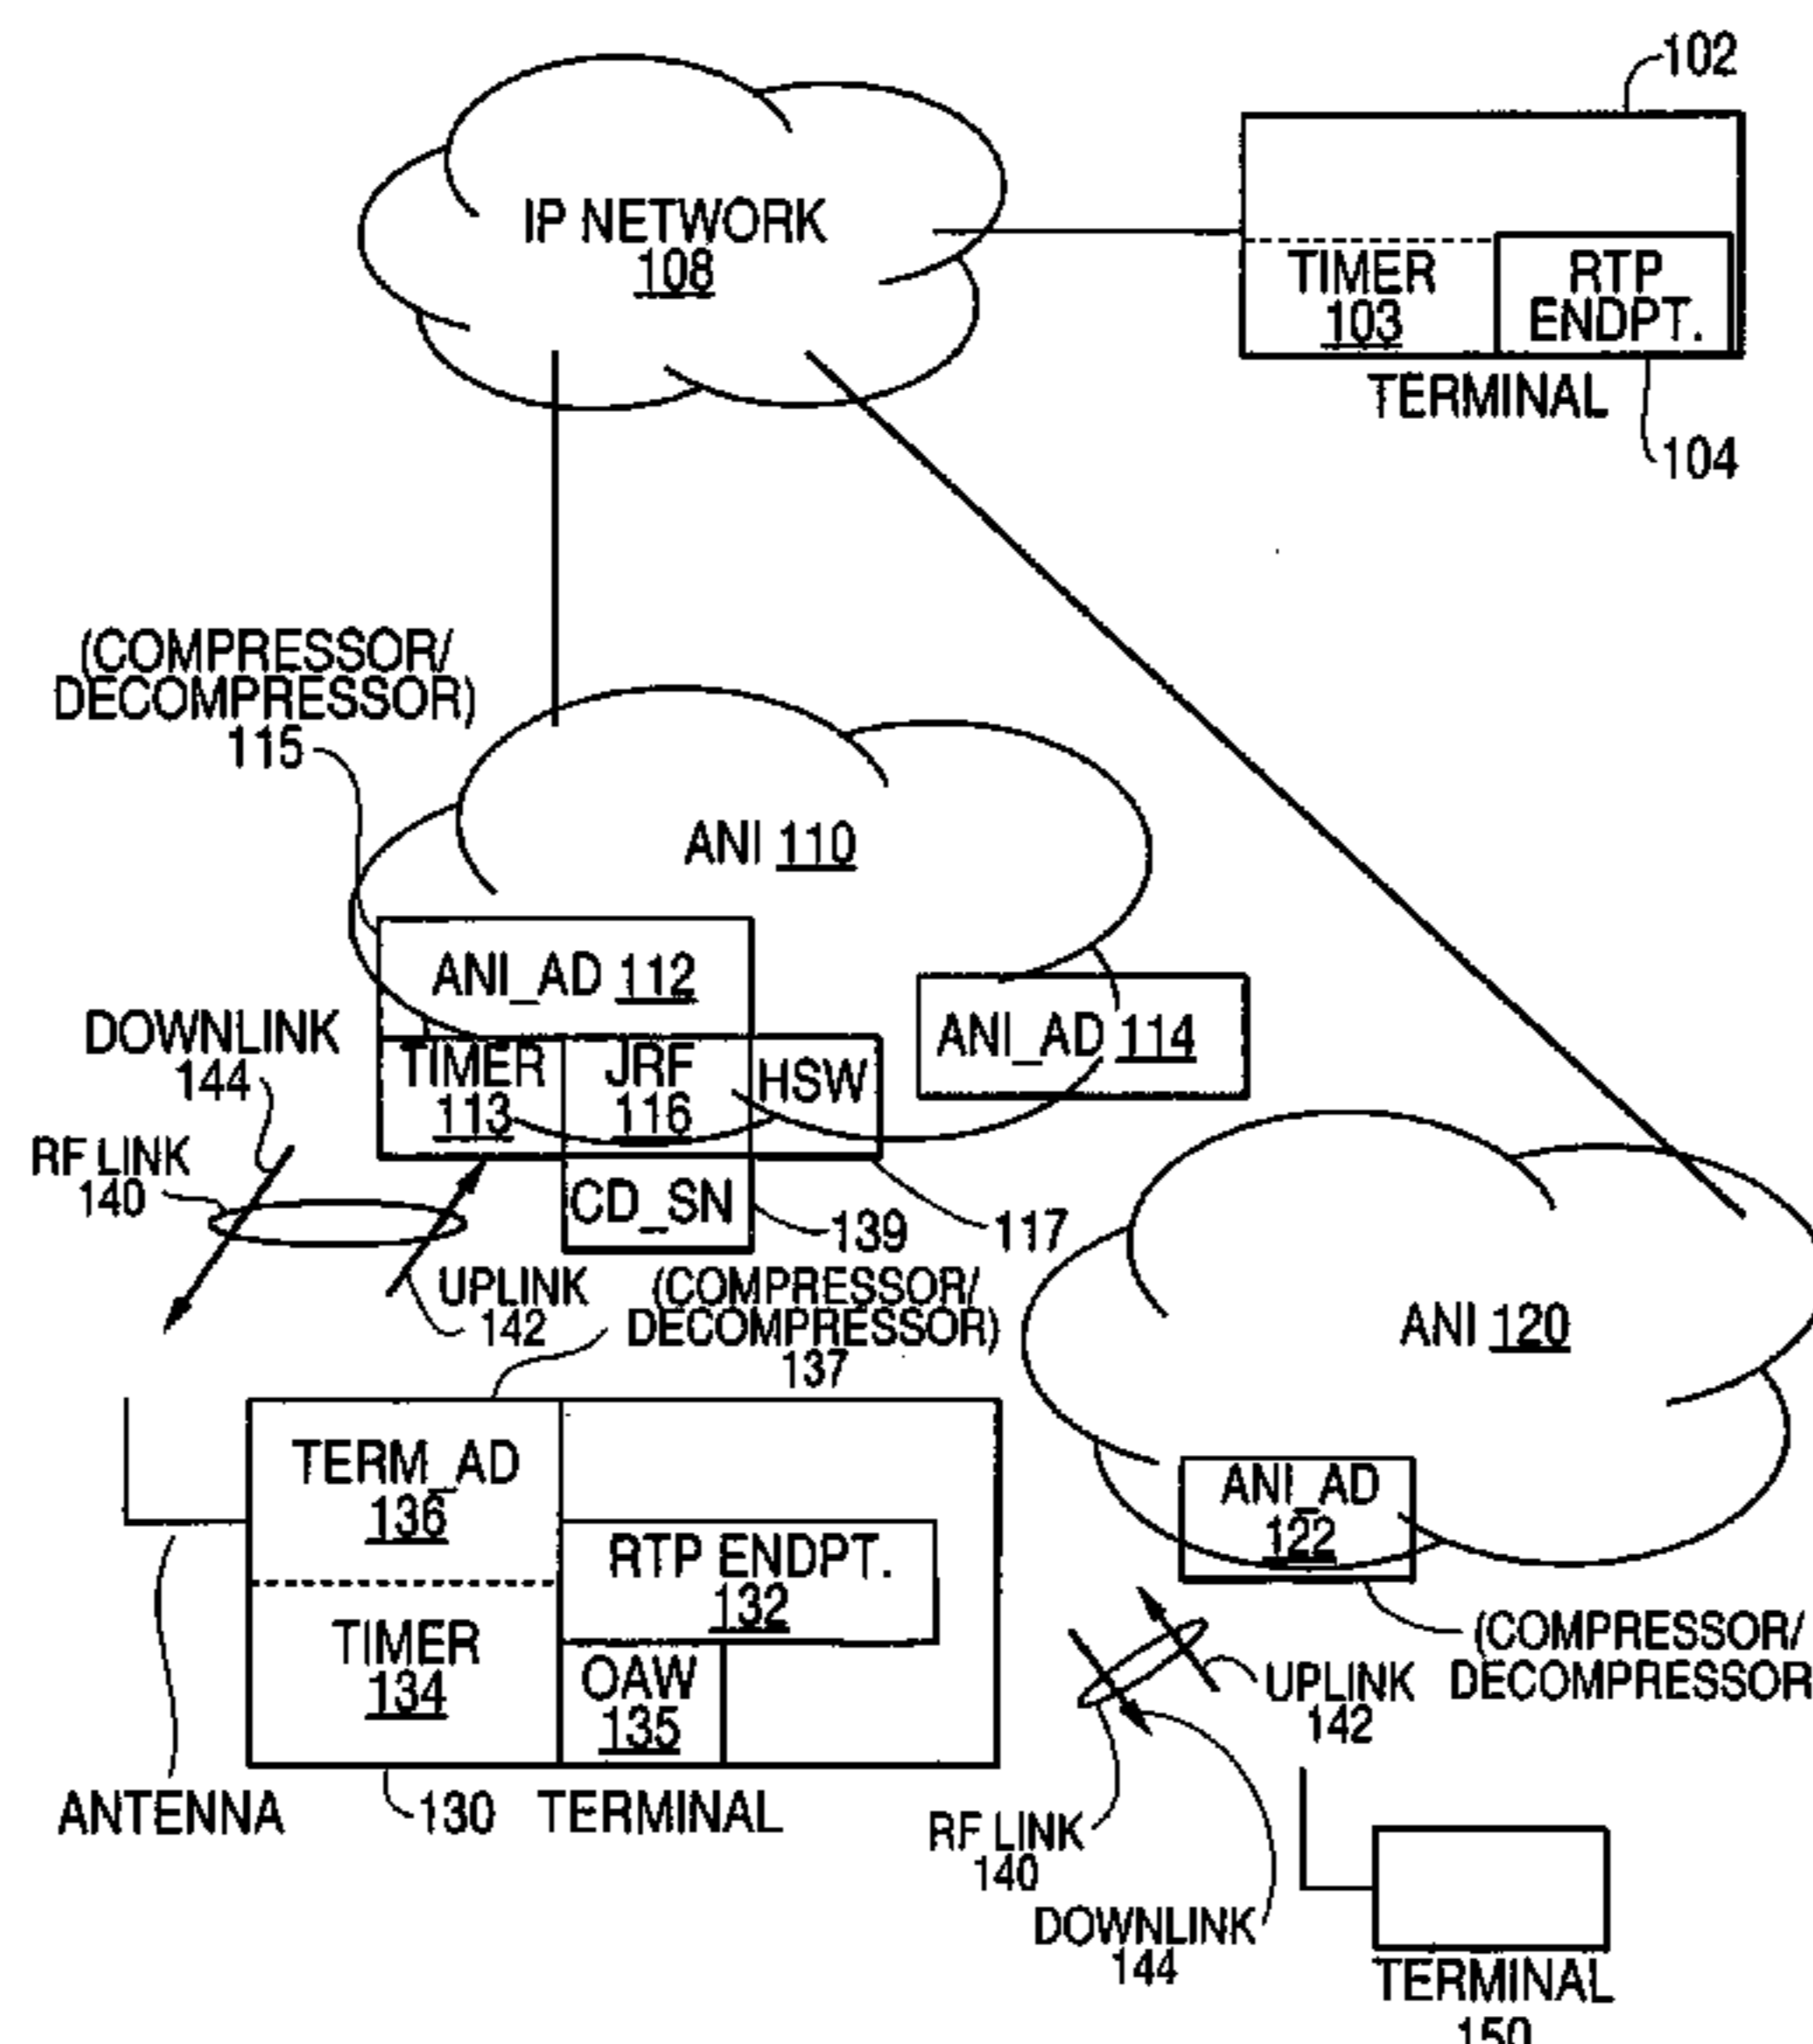 102
IP NETWORK
108
TIMER
103
RTP
ENDPT.
TERMINAL
104
(COMPRESSOR/
DECOMPRESSOR)
115
ANI 110
ANI_AD 112
ANI_AD 114
DOWNLINK
144
TIMER
113
JRF
116
HSW
RF LINK
140
CD_SN
139
117
UPLINK
142
(COMPRESSOR/
DECOMPRESSOR)
137
ANI 120
TERM_AD
136
ANI_AD
122
RTP ENDPT.
132
TIMER
134
OAW
135
(COMPRESSOR/
DECOMPRESSOR
UPLINK
142
ANTENNA
130
TERMINAL
RF LINK
140
DOWNLINK
144
TERMINAL
150